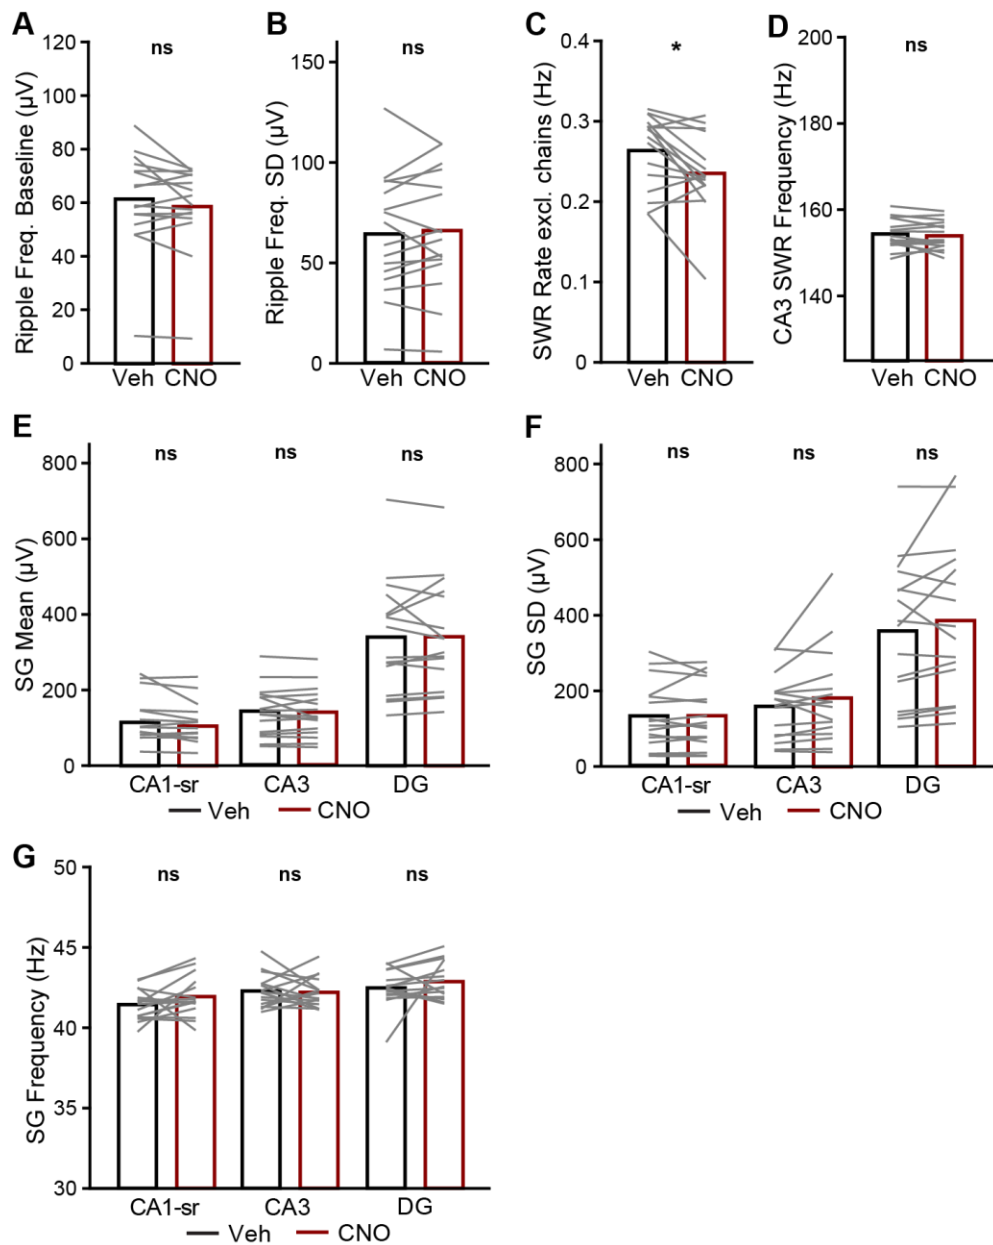 A
ns
Ripple Freq. Baseline (µV)
120
100
80
60
40
20
0
Veh CNO
B
ns
Ripple Freq. SD (µV)
150
100
50
0
Veh CNO
C
*
SWR Rate excl. chains (Hz)
0.4
0.3
0.2
0.1
0
Veh CNO
D
ns
CA3 SWR Frequency (Hz)
200
180
160
140
Veh CNO
E
ns ns ns
SG Mean (µV)
800
600
400
200
0
CA1-sr CA3 DG
Veh CNO
F
ns ns ns
SG SD (µV)
800
600
400
200
0
CA1-sr CA3 DG
Veh CNO
G
ns ns ns
SG Frequency (Hz)
50
45
40
35
30
CA1-sr CA3 DG
Veh CNO